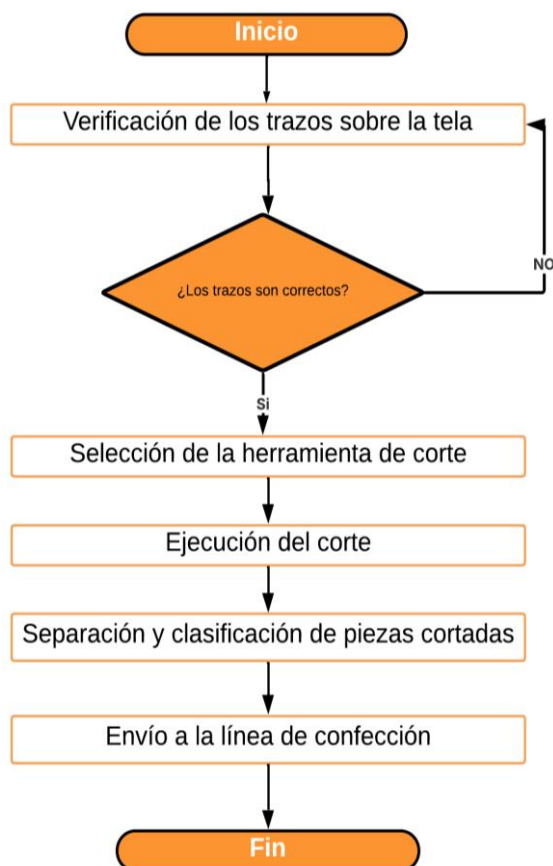 Inicio
Verificación de los trazos sobre la tela
¿Los trazos son correctos?
NO
Si
Selección de la herramienta de corte
Ejecución del corte
Separación y clasificación de piezas cortadas
Envío a la línea de confección
Fin